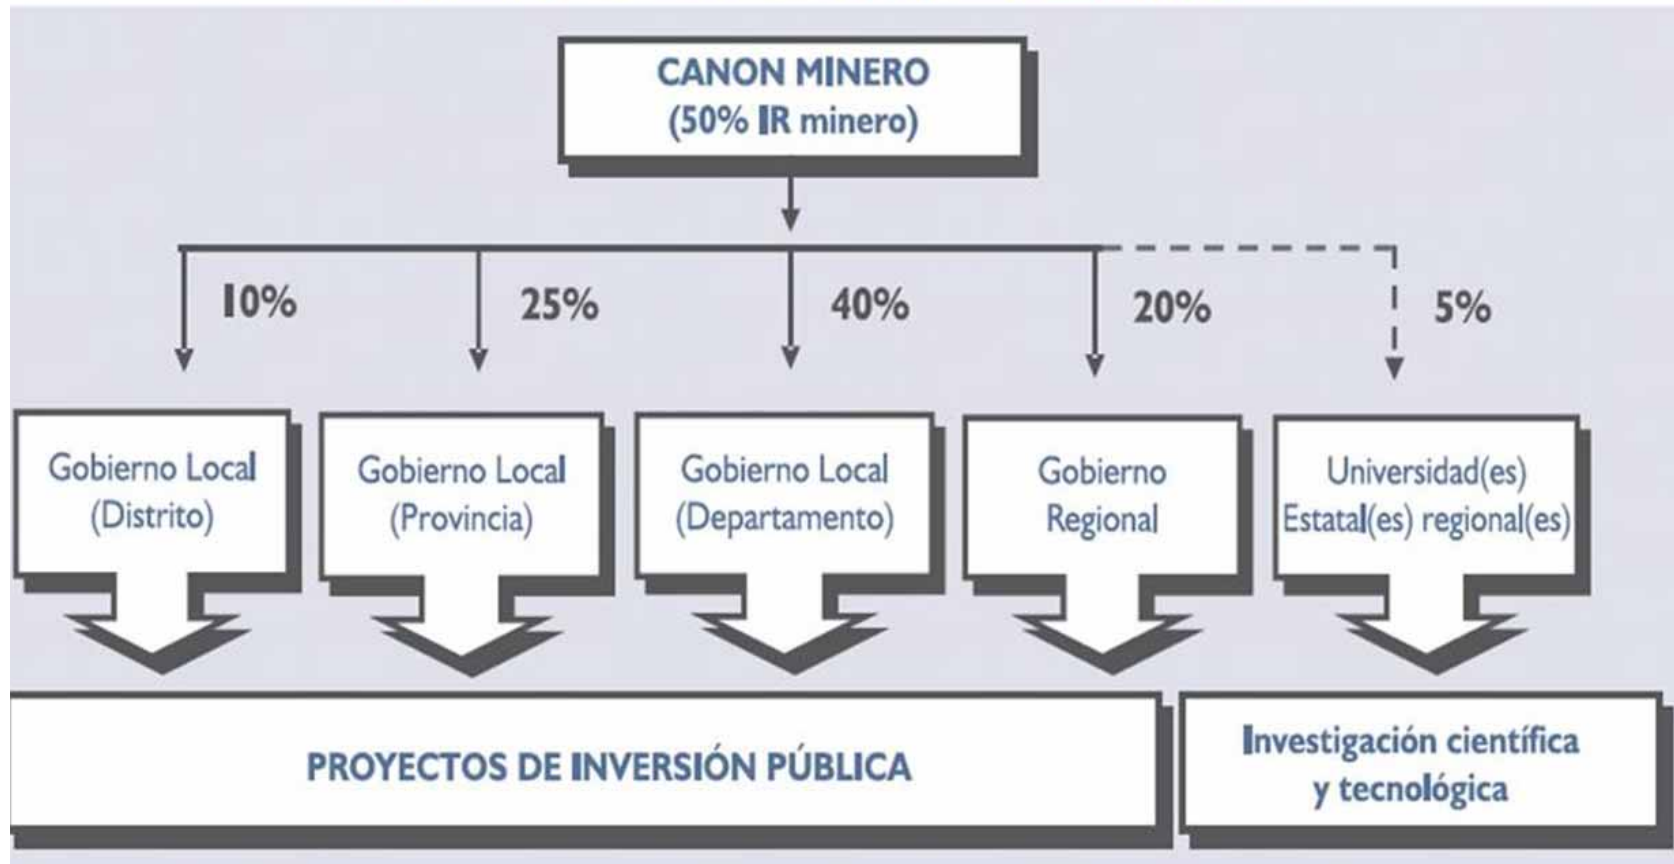 CANON MINERO
(50% IR minero)
10%
25%
40%
20%
5%
Gobierno Local
(Distrito)
Gobierno Local
(Provincia)
Gobierno Local
(Departamento)
Gobierno
Regional
Universidad(es)
Estatal(es) regional(es)
PROYECTOS DE INVERSIÓN PÚBLICA
Investigación científica
y tecnológica